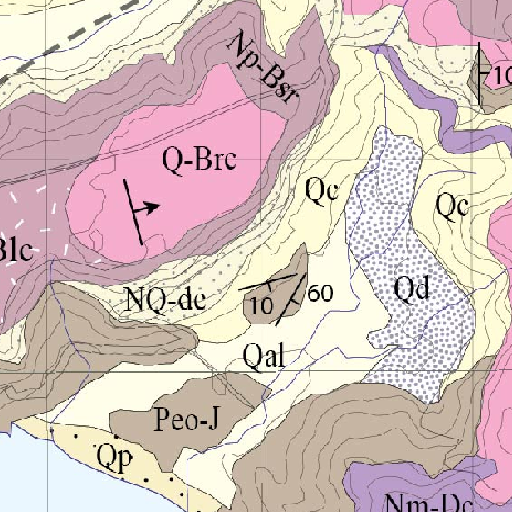 Np-Bsr
10
Q-Brc
Qc
Qc
Blc
NQ-dc
10
60
Qd
Qal
Peo-J
Qp
Nm-Dc